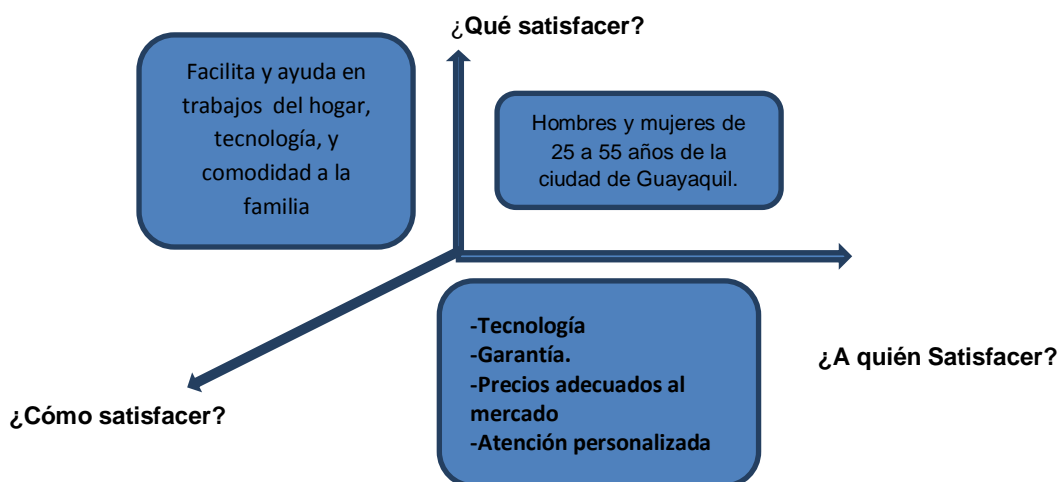 ¿Qué satisfacer?
Facilita y ayuda en
trabajos del hogar,
tecnología, y
comodidad a la
familia
Hombres y mujeres de
25 a 55 años de la
ciudad de Guayaquil.
-Tecnología
-Garantía.
-Precios adecuados al
mercado
-Atención personalizada
¿A quién Satisfacer?
¿Cómo satisfacer?